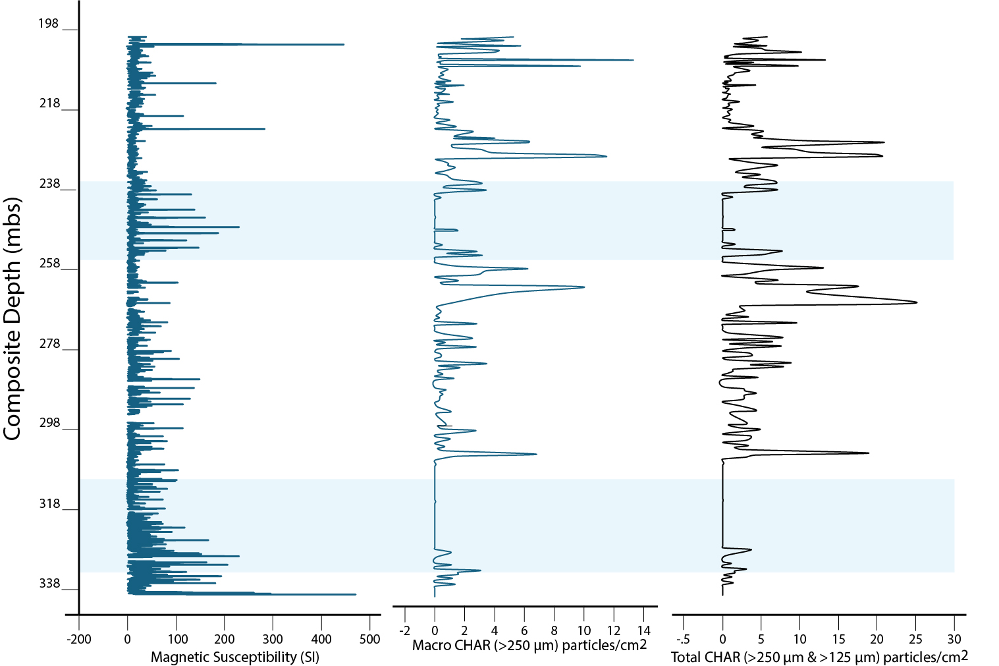 Composite Depth (mbs)
198
218
238
258
278
298
318
338
-200 0 100 200 300 400 500
Magnetic Susceptibility (SI)
-2 0 2 4 6 8 10 12 14
Macro CHAR (>250 µm) particles/cm2
-.5 0 5 10 15 20 25 30
Total CHAR (>250 µm & >125 µm) particles/cm2